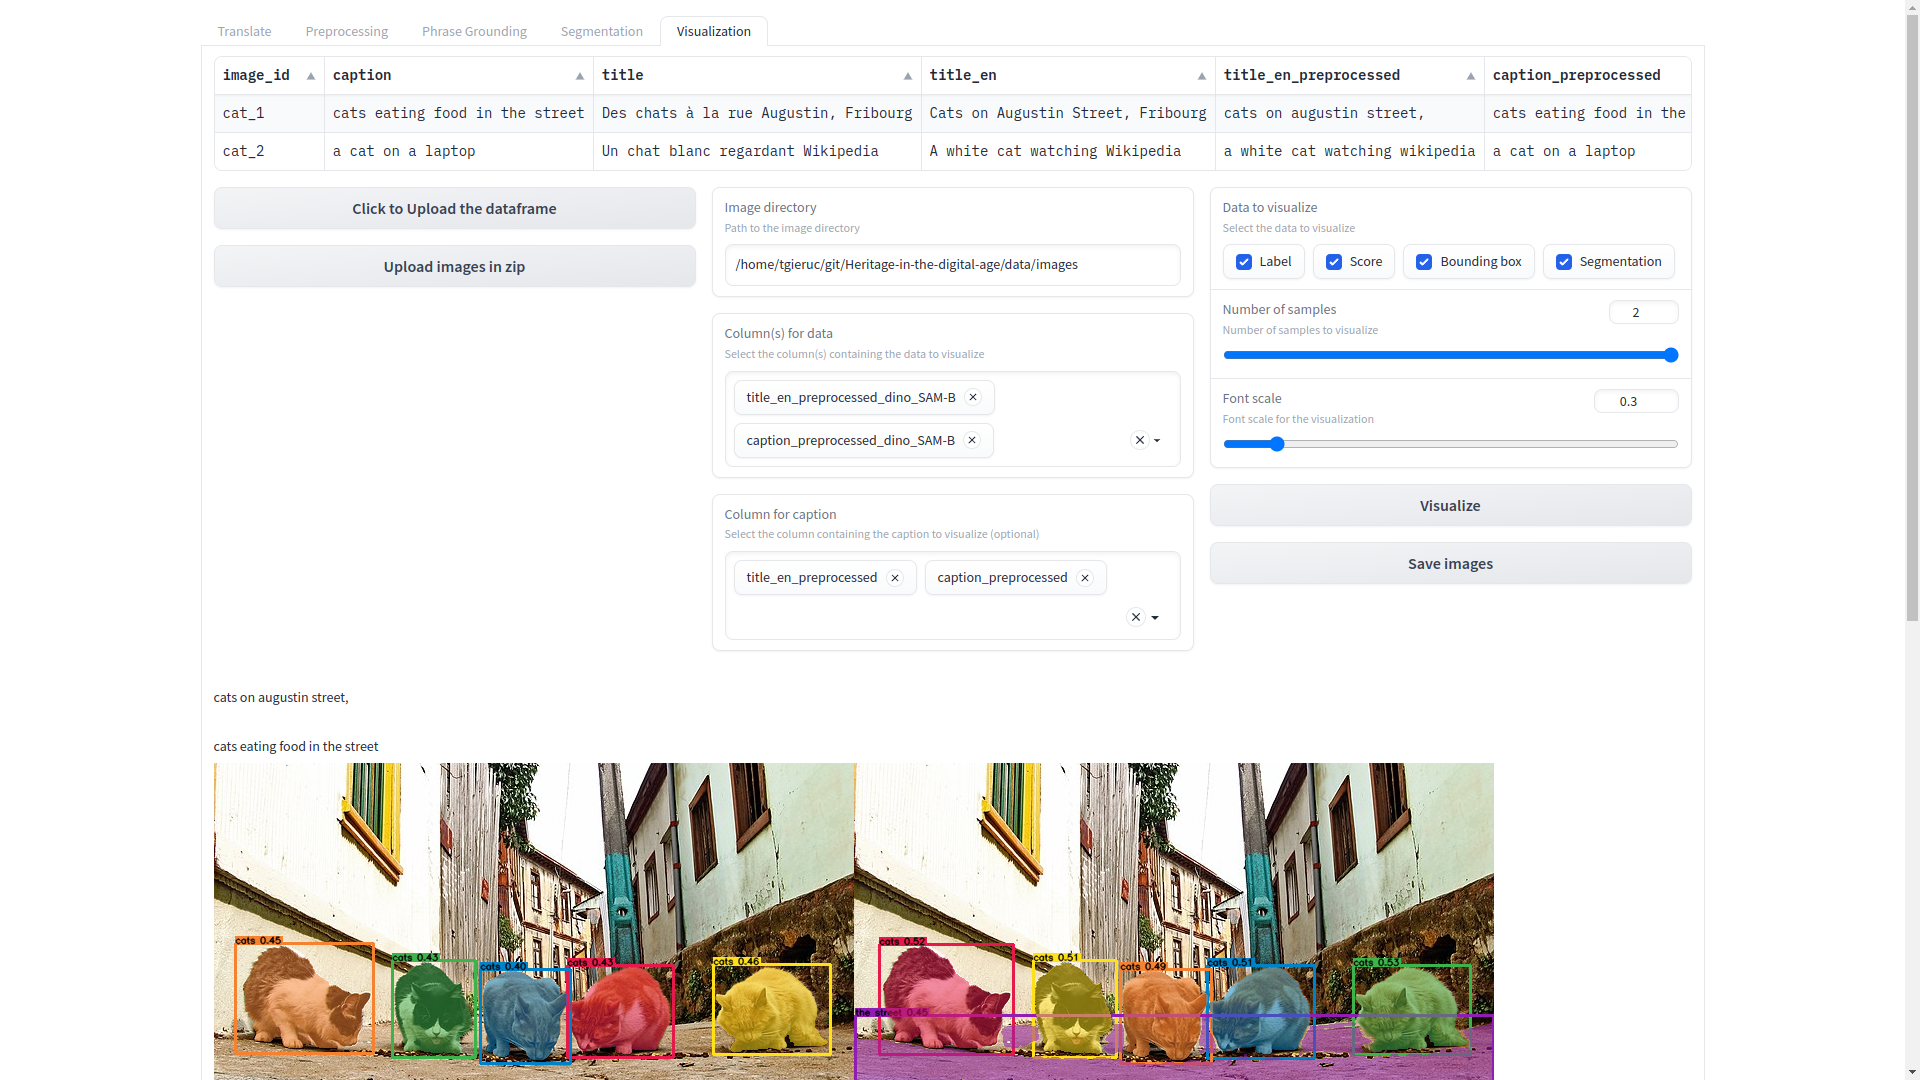 Translate Preprocessing Phrase Grounding Segmentation Visualization
image_id caption title title_en title_en_preprocessed caption_preprocessed
cat_1 cats eating food in the street Des chats à la rue Augustin, Fribourg Cats on Augustin Street, Fribourg cats on augustin street, cats eating food in the
cat_2 a cat on a laptop Un chat blanc regardant Wikipedia A white cat watching Wikipedia a white cat watching wikipedia a cat on a laptop
Click to Upload the dataframe
Upload images in zip
Image directory
Path to the image directory
/home/tgieruc/git/Heritage-in-the-digital-age/data/images
Column(s) for data
Select the column(s) containing the data to visualize
title_en_preprocessed_dino_SAM-B
caption_preprocessed_dino_SAM-B
Column for caption
Select the column containing the caption to visualize (optional)
title_en_preprocessed caption_preprocessed
Data to visualize
Select the data to visualize
Label Score Bounding box Segmentation
Number of samples 2
Number of samples to visualize
Font scale 0.3
Font scale for the visualization
Visualize
Save images
cats on augustin street,
cats eating food in the street
cats 0.45
cats 0.43
cats 0.40
cats 0.43
cats 0.46
cats 0.52
cats 0.51
cats 0.49
cats 0.51
cats 0.53
the street 0.45